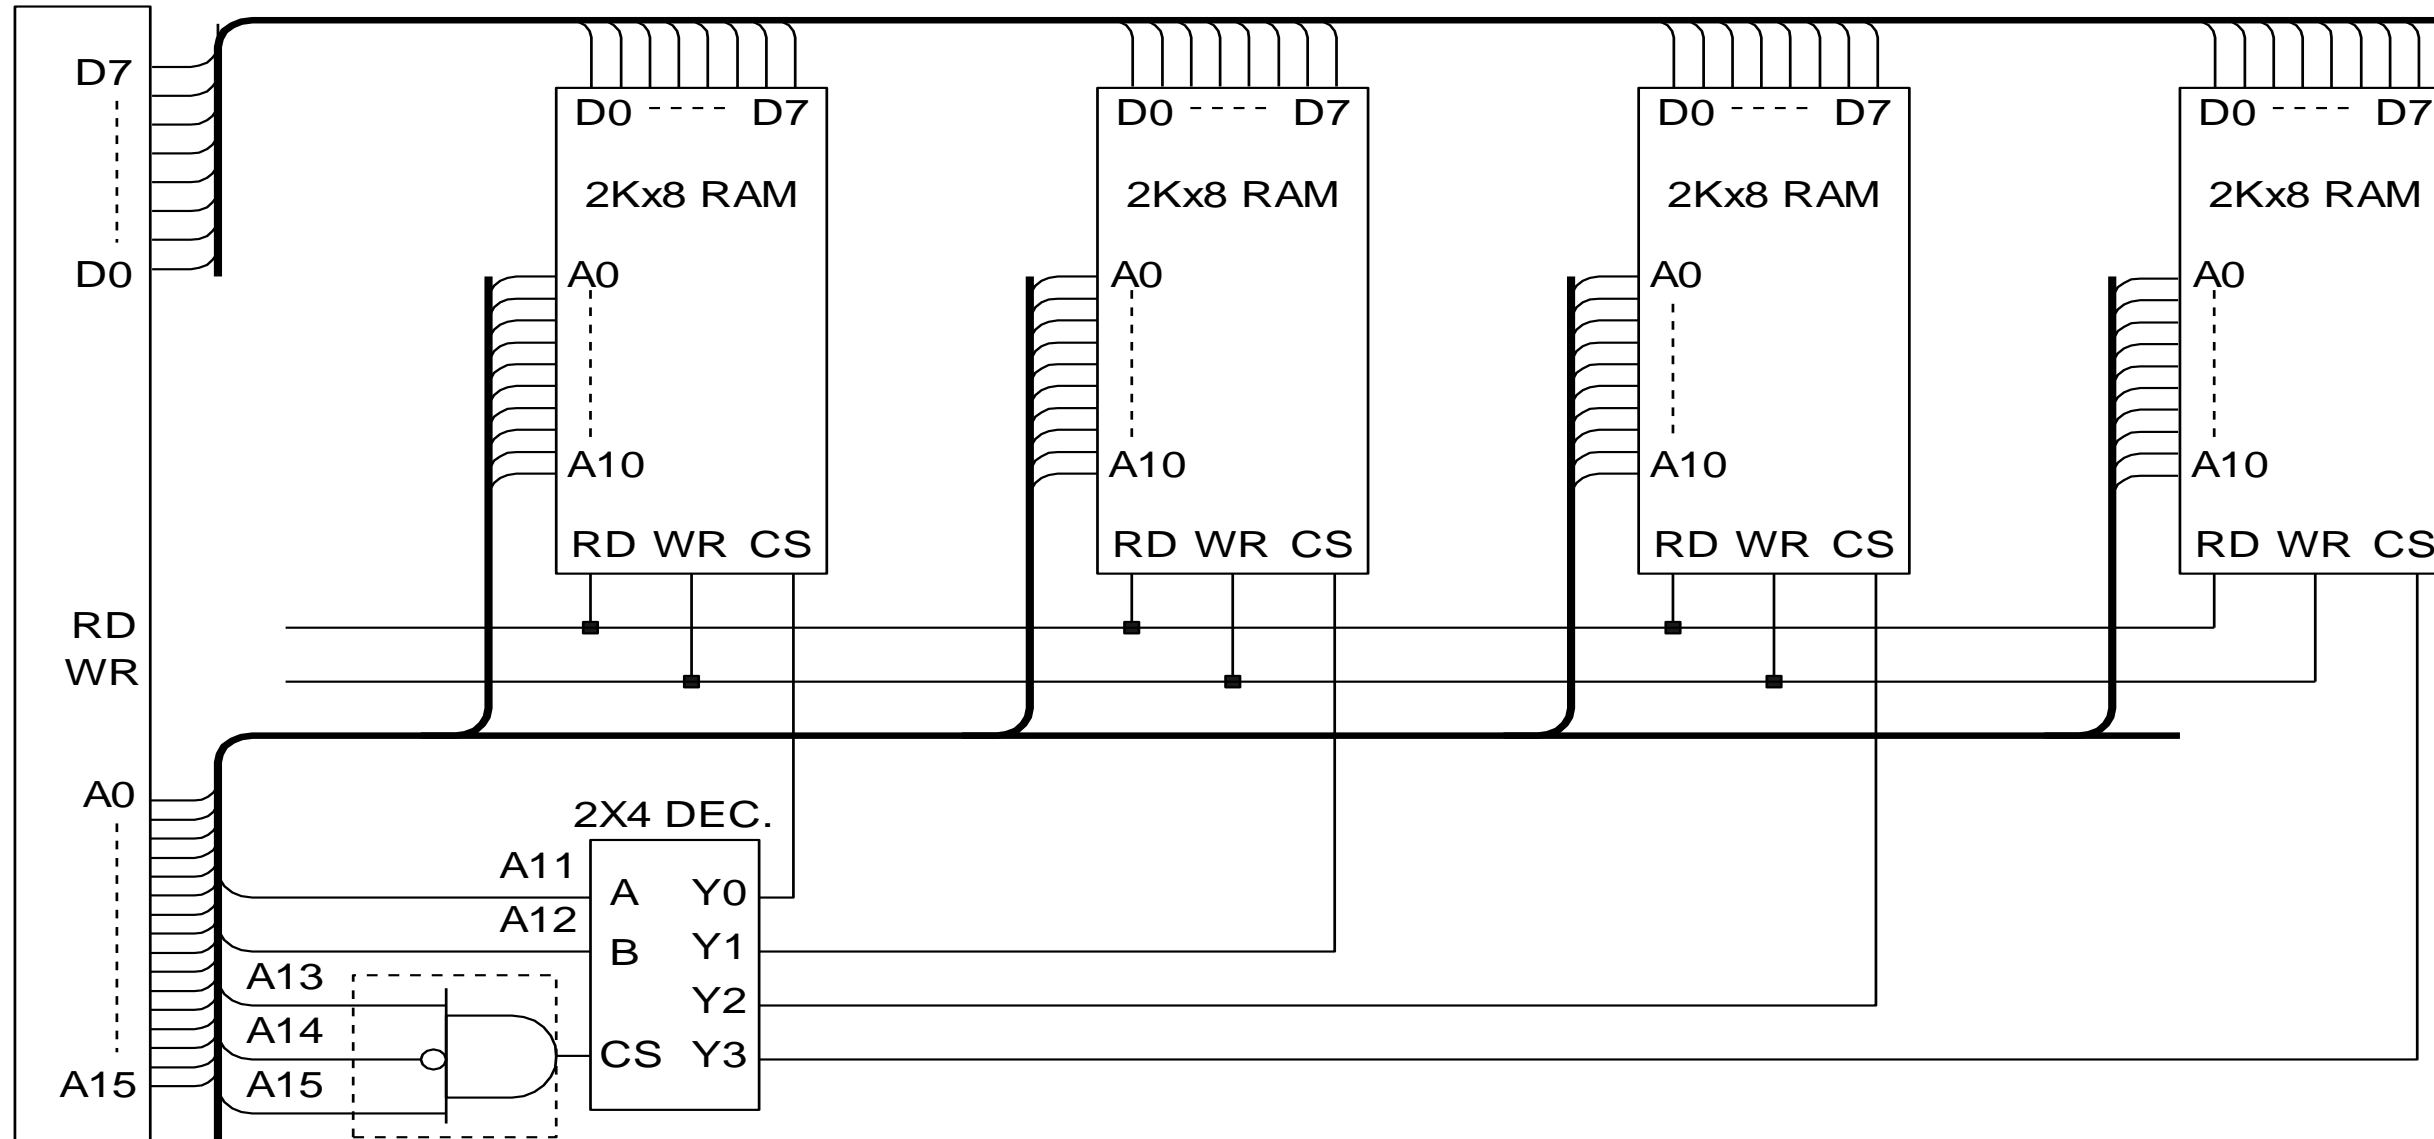 D7
D0
RD
WR
A0
A15
D0 ---- D7
2Kx8 RAM
A0
A10
RD WR CS
D0 ---- D7
2Kx8 RAM
A0
A10
RD WR CS
D0 ---- D7
2Kx8 RAM
A0
A10
RD WR CS
D0 ---- D7
2Kx8 RAM
A0
A10
RD WR CS
2X4 DEC.
A11
A12
A13
A14
A15
A Y0
B Y1
Y2
CS Y3